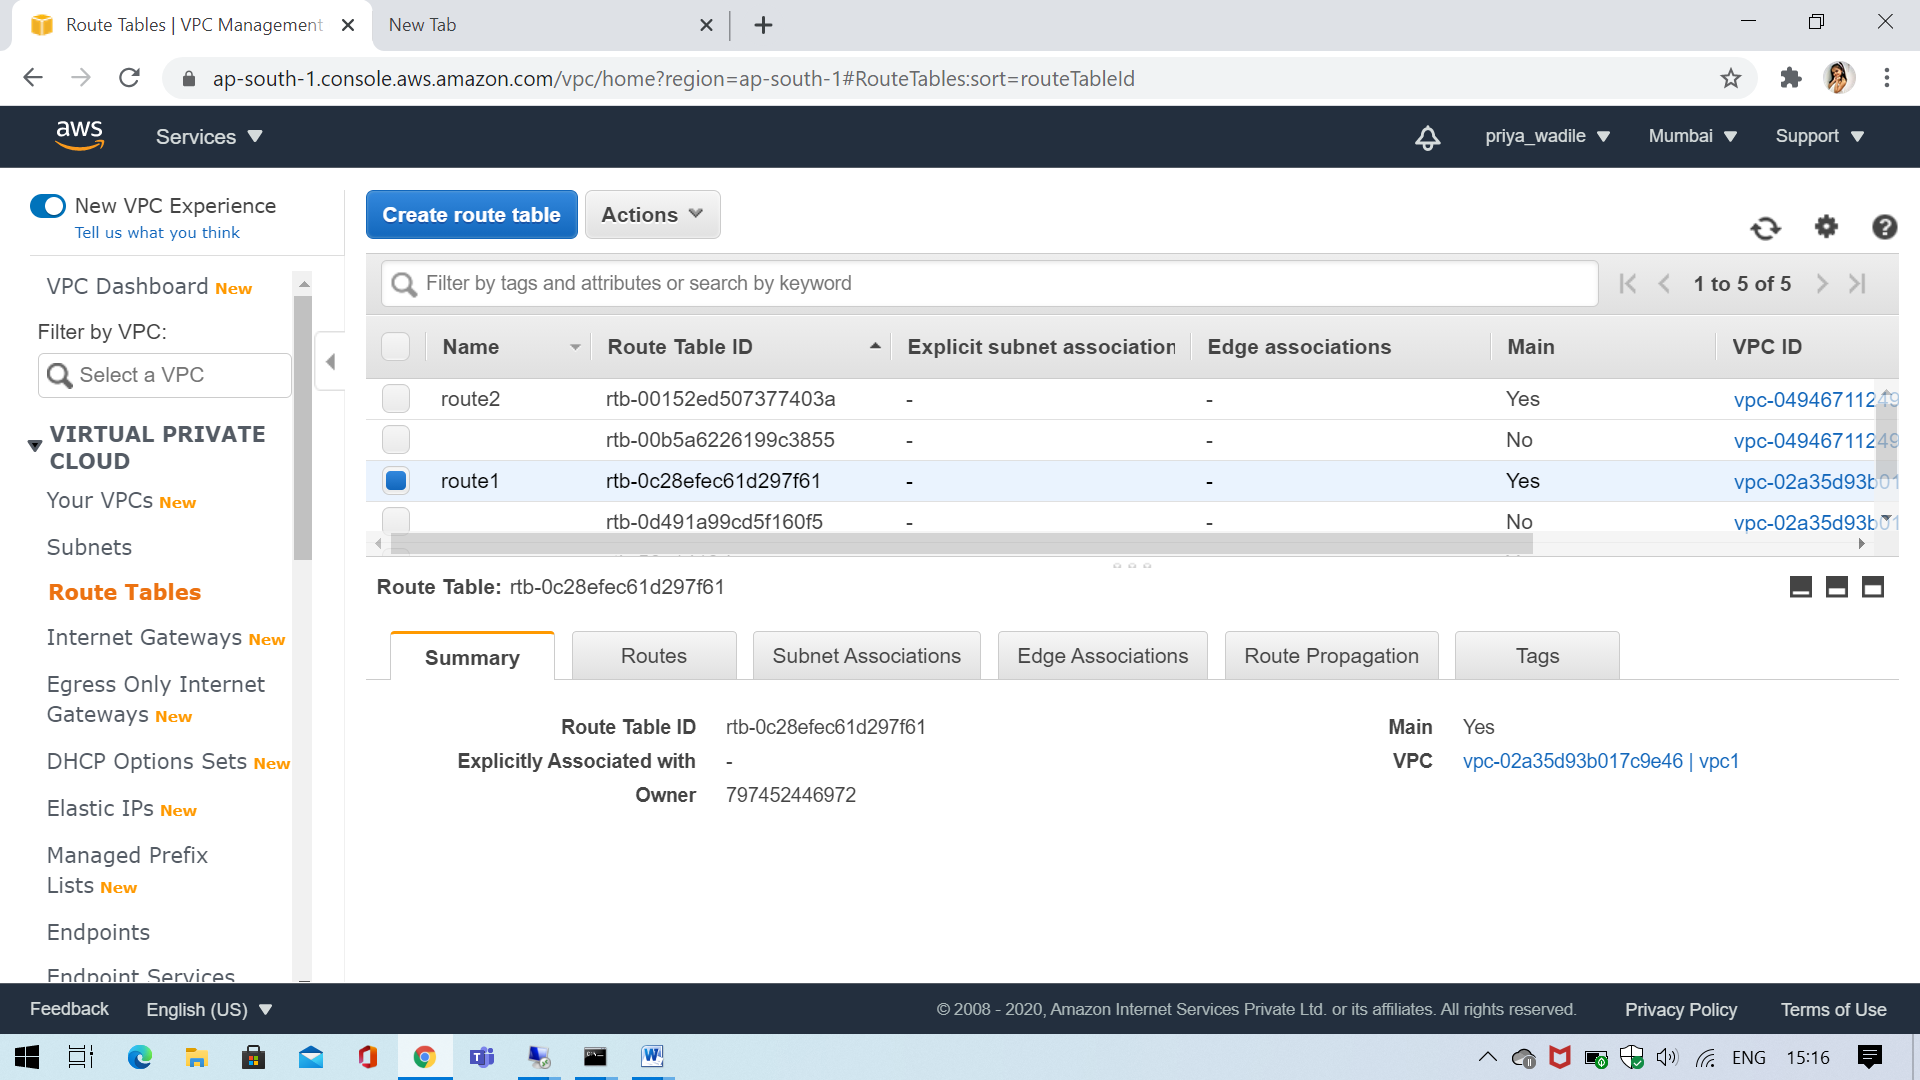 Route Tables | VPC Management
New Tab
ap-south-1.console.aws.amazon.com/vpc/home?region=ap-south-1#RouteTables:sort=routeTableId
aws
Services
priya_wadile
Mumbai
Support
New VPC Experience
Tell us what you think
Create route table
Actions
VPC Dashboard New
Filter by VPC:
Select a VPC
VIRTUAL PRIVATE
CLOUD
Your VPCs New
Subnets
Route Tables
Internet Gateways New
Egress Only Internet
Gateways New
DHCP Options Sets New
Elastic IPs New
Managed Prefix
Lists New
Endpoints
Endpoint Services
Filter by tags and attributes or search by keyword
1 to 5 of 5
Name Route Table ID Explicit subnet association Edge associations Main VPC ID
route2 rtb-00152ed507377403a - - Yes vpc-04946711249
rtb-00b5a6226199c3855 - - No vpc-04946711249
route1 rtb-0c28efec61d297f61 - - Yes vpc-02a35d93b01
rtb-0d491a99cd5f160f5 - - No vpc-02a35d93b01
Route Table: rtb-0c28efec61d297f61
Summary Routes Subnet Associations Edge Associations Route Propagation Tags
Route Table ID rtb-0c28efec61d297f61 Main Yes
Explicitly Associated with - VPC vpc-02a35d93b017c9e46 | vpc1
Owner 797452446972
Feedback
English (US)
© 2008 - 2020, Amazon Internet Services Private Ltd. or its affiliates. All rights reserved.
Privacy Policy
Terms of Use
ENG
15:16